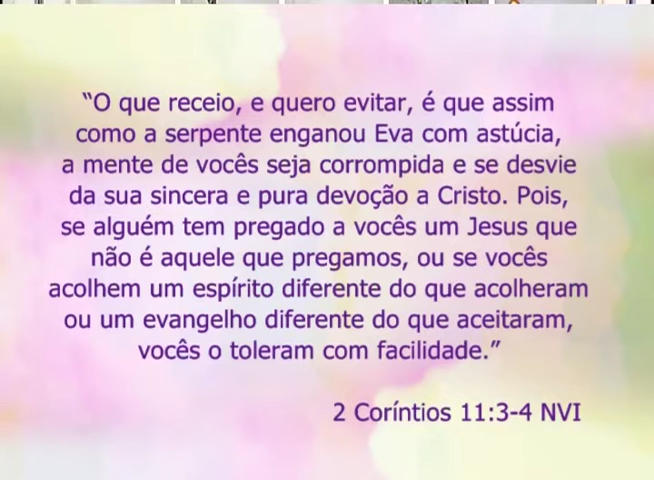 “O que receio, e quero evitar, é que assim
como a serpente enganou Eva com astúcia,
a mente de vocês seja corrompida e se desvie
da sua sincera e pura devoção a Cristo. Pois,
se alguém tem pregado a vocês um Jesus que
não é aquele que pregamos, ou se vocês
acolhem um espírito diferente do que acolheram
ou um evangelho diferente do que aceitaram,
vocês o toleram com facilidade.”
2 Coríntios 11:3-4 NVI